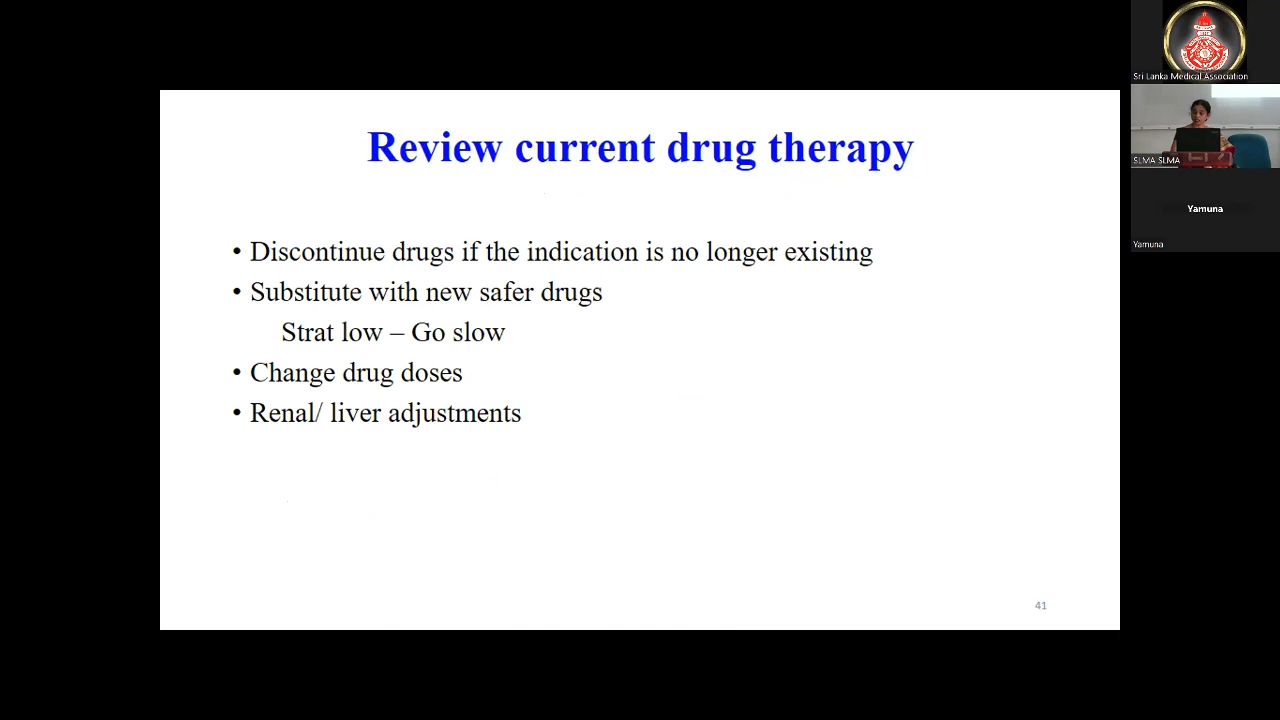 Review current drug therapy
• Discontinue drugs if the indication is no longer existing
• Substitute with new safer drugs
Strat low – Go slow
• Change drug doses
• Renal/ liver adjustments
41
Sri Lanka Medical Association
SLMA SLMA
Yamuna
Yamuna